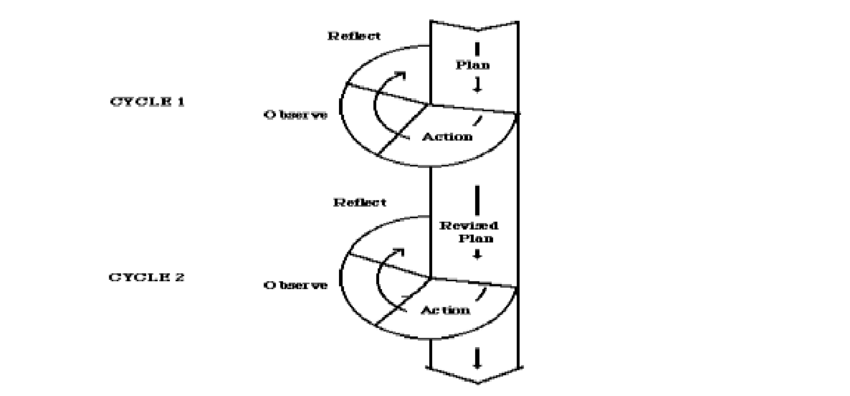 Reflect
Plan
CYCLE 1
Observe
Action
Reflect
Revised
Plan
CYCLE 2
Observe
Action